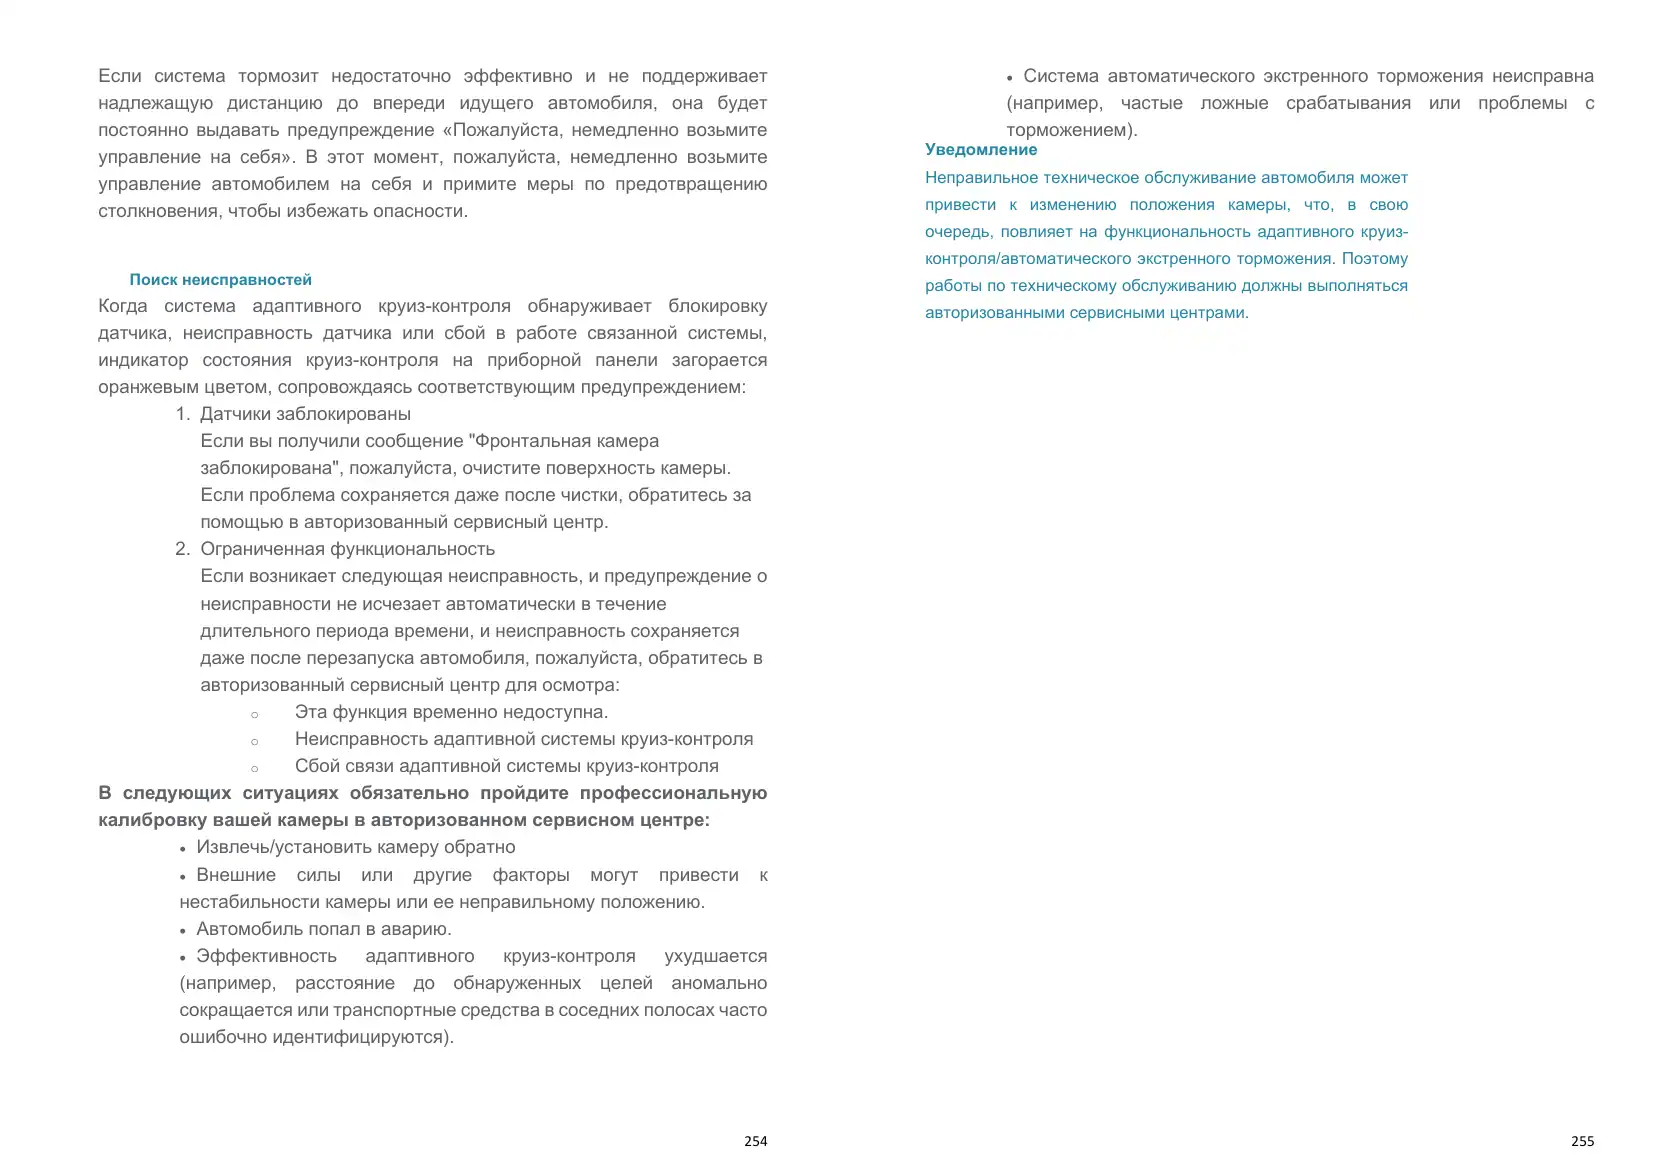 Если система тормозит недостаточно эффективно и не поддерживает
надлежащую дистанцию до впереди идущего автомобиля, она будет
постоянно выдавать предупреждение «Пожалуйста, немедленно возьмите
управление на себя». В этот момент, пожалуйста, немедленно возьмите
управление автомобилем на себя и примите меры по предотвращению
столкновения, чтобы избежать опасности.
Поиск неисправностей
Когда система адаптивного круиз-контроля обнаруживает блокировку
датчика, неисправность датчика или сбой в работе связанной системы,
индикатор состояния круиз-контроля на приборной панели загорается
оранжевым цветом, сопровождаясь соответствующим предупреждением:
1. Датчики заблокированы
Если вы получили сообщение "Фронтальная камера
заблокирована", пожалуйста, очистите поверхность камеры.
Если проблема сохраняется даже после чистки, обратитесь за
помощью в авторизованный сервисный центр.
2. Ограниченная функциональность
Если возникает следующая неисправность, и предупреждение о
неисправности не исчезает автоматически в течение
длительного периода времени, и неисправность сохраняется
даже после перезапуска автомобиля, пожалуйста, обратитесь в
авторизованный сервисный центр для осмотра:
○ Эта функция временно недоступна.
○ Неисправность адаптивной системы круиз-контроля
○ Сбой связи адаптивной системы круиз-контроля
В следующих ситуациях обязательно пройдите профессиональную
калибровку вашей камеры в авторизованном сервисном центре:
• Извлечь/установить камеру обратно
• Внешние силы или другие факторы могут привести к
нестабильности камеры или ее неправильному положению.
• Автомобиль попал в аварию.
• Эффективность адаптивного круиз-контроля ухудшается
(например, расстояние до обнаруженных целей аномально
сокращается или транспортные средства в соседних полосах часто
ошибочно идентифицируются).
254
• Система автоматического экстренного торможения неисправна
(например, частые ложные срабатывания или проблемы с
торможением).
Уведомление
Неправильное техническое обслуживание автомобиля может
привести к изменению положения камеры, что, в свою
очередь, повлияет на функциональность адаптивного круиз-
контроля/автоматического экстренного торможения. Поэтому
работы по техническому обслуживанию должны выполняться
авторизованными сервисными центрами.
255